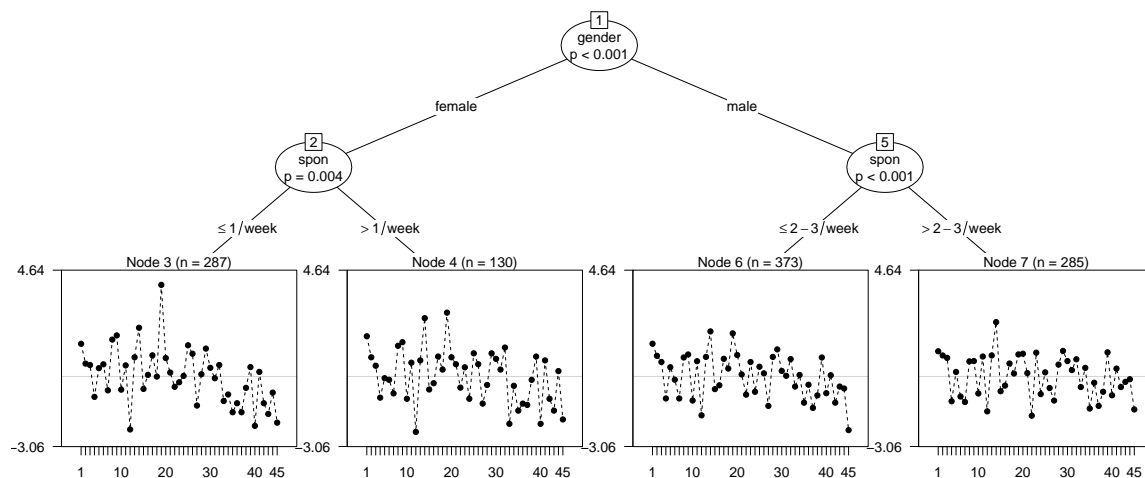 1
gender
p < 0.001
female
male
2
spon
p = 0.004
5
spon
p < 0.001
≤ 1/week
> 1/week
≤ 2−3/week
> 2−3/week
Node 3 (n = 287)
4.64
−3.06
1 10 20 30 40 45
Node 4 (n = 130)
4.64
−3.06
1 10 20 30 40 45
Node 6 (n = 373)
4.64
−3.06
1 10 20 30 40 45
Node 7 (n = 285)
4.64
−3.06
1 10 20 30 40 45